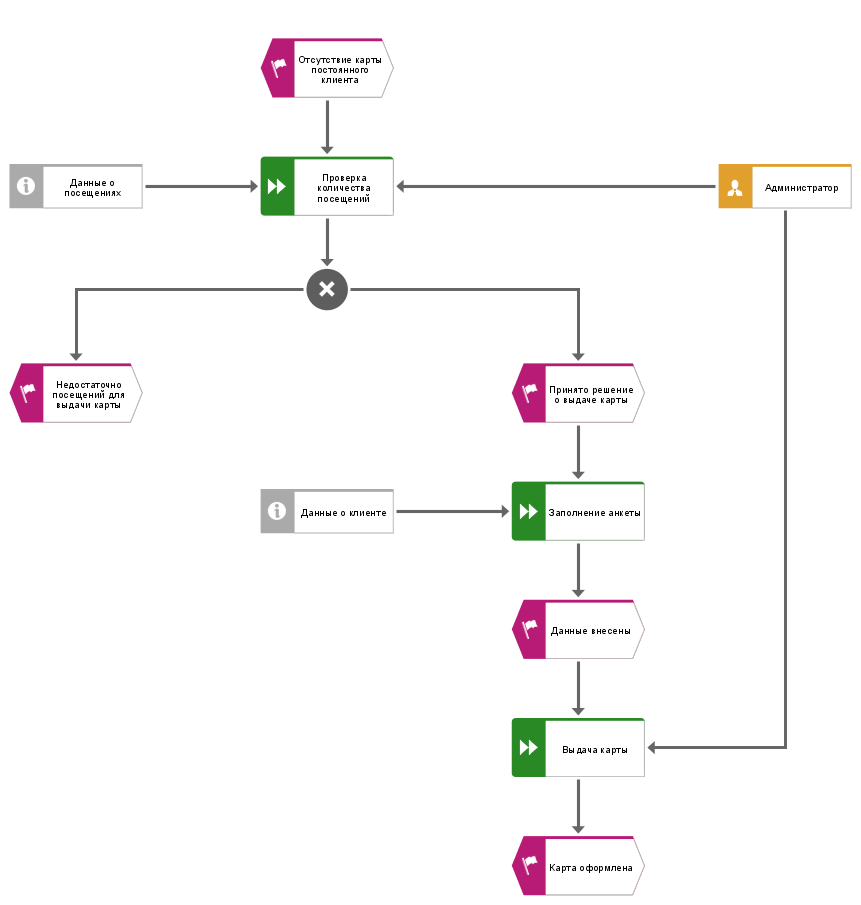 Отсутствие карты
постоянного
клиента
Данные о
посещениях
Проверка
количества
посещений
Администратор
Недостаточно
посещений для
выдачи карты
Принято решение
о выдаче карты
Данные о клиенте
Заполнение анкеты
Данные внесены
Выдача карты
Карта оформлена